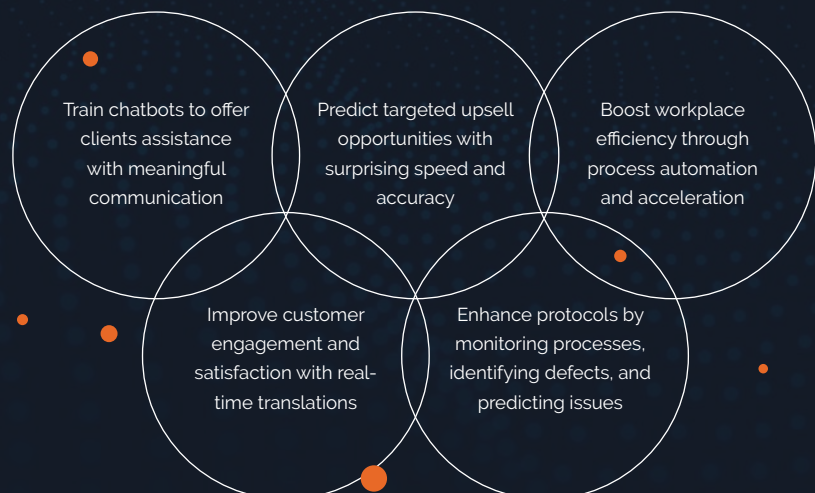 Train chatbots to offer
clients assistance
with meaningful
communication
Predict targeted upsell
opportunities with
surprising speed and
accuracy
Boost workplace
efficiency through
process automation
and acceleration
Improve customer
engagement and
satisfaction with real-
time translations
Enhance protocols by
monitoring processes,
identifying defects, and
predicting issues